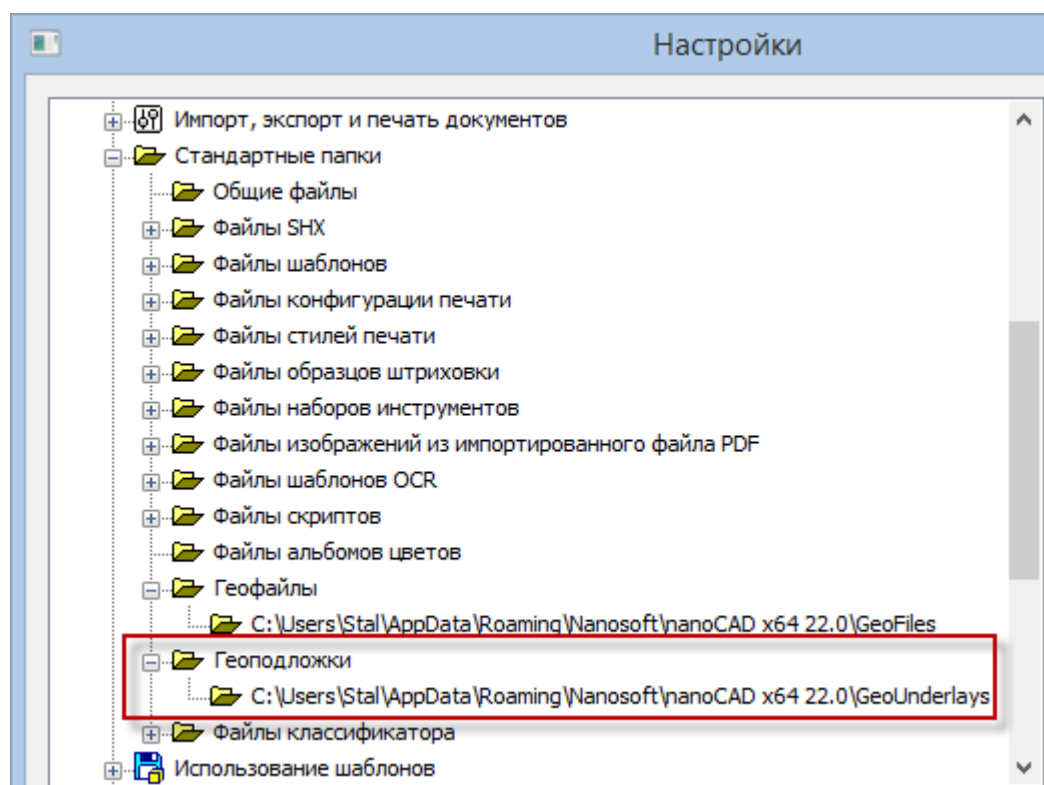 Настройки
Импорт, экспорт и печать документов
Стандартные папки
Общие файлы
Файлы SHX
Файлы шаблонов
Файлы конфигурации печати
Файлы стилей печати
Файлы образцов штриховки
Файлы наборов инструментов
Файлы изображений из импортированного файла PDF
Файлы шаблонов OCR
Файлы скриптов
Файлы альбомов цветов
Геофайлы
C:\Users\Stal\AppData\Roaming\Nanosoft\nanoCAD x64 22.0\GeoFiles
Геоподложки
C:\Users\Stal\AppData\Roaming\Nanosoft\nanoCAD x64 22.0\GeoUnderlays
Файлы классификатора
Использование шаблонов